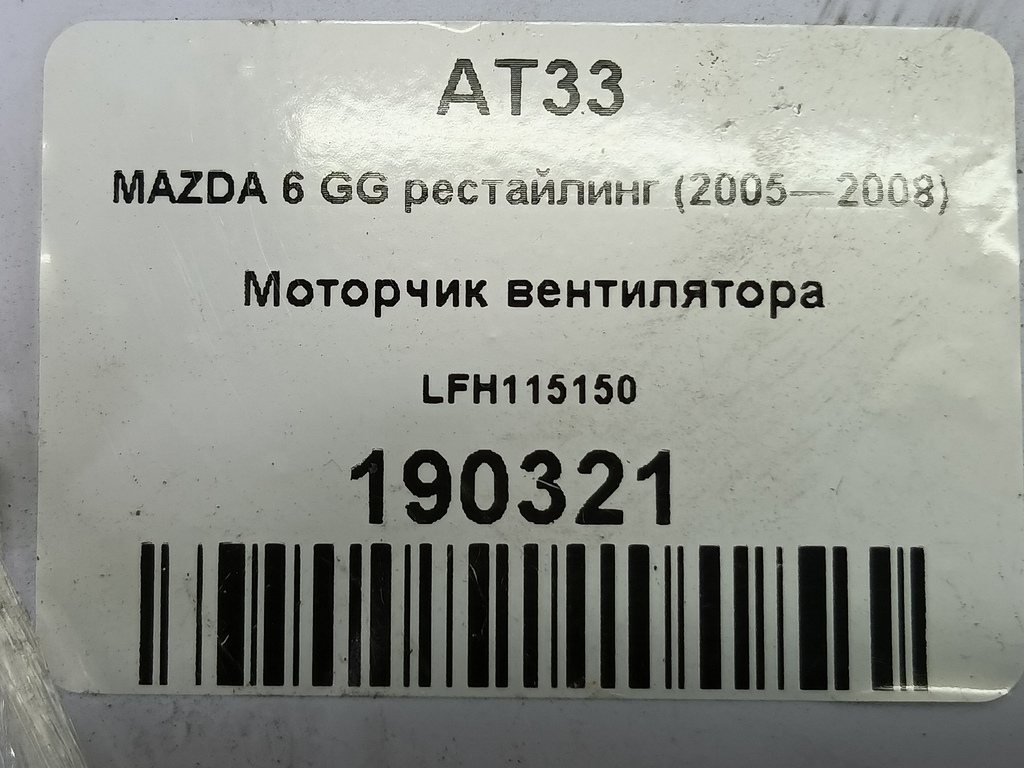 AT33
MAZDA 6 GG рестайлинг (2005—2008)
Моторчик вентилятора
LFH115150
190321